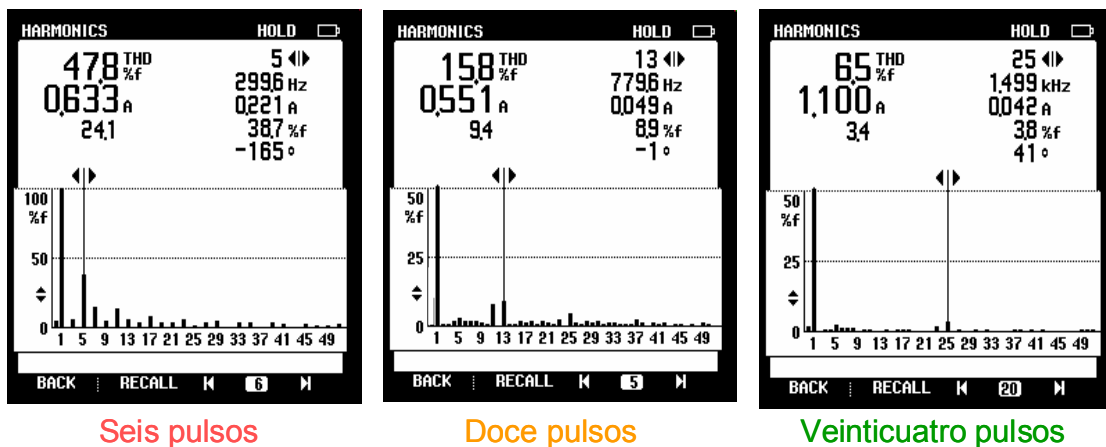 HARMONICS HOLD
47,8 THD %f 5
299,6 Hz
0,633 A 0,221 A
24,1 38,7 %f
-165 °
100
%f
50
0
1 5 9 13 17 21 25 29 33 37 41 45 49
BACK RECALL 6
Seis pulsos
HARMONICS HOLD
15,8 THD %f 13
779,6 Hz
0,551 A 0,049 A
9,4 8,9 %f
-1 °
50
%f
25
0
1 5 9 13 17 21 25 29 33 37 41 45 49
BACK RECALL 5
Doce pulsos
HARMONICS HOLD
6,5 THD %f 25
1,499 kHz
1,100 A 0,042 A
3,4 3,8 %f
41 °
50
%f
25
0
1 5 9 13 17 21 25 29 33 37 41 45 49
BACK RECALL 20
Veinticuatro pulsos